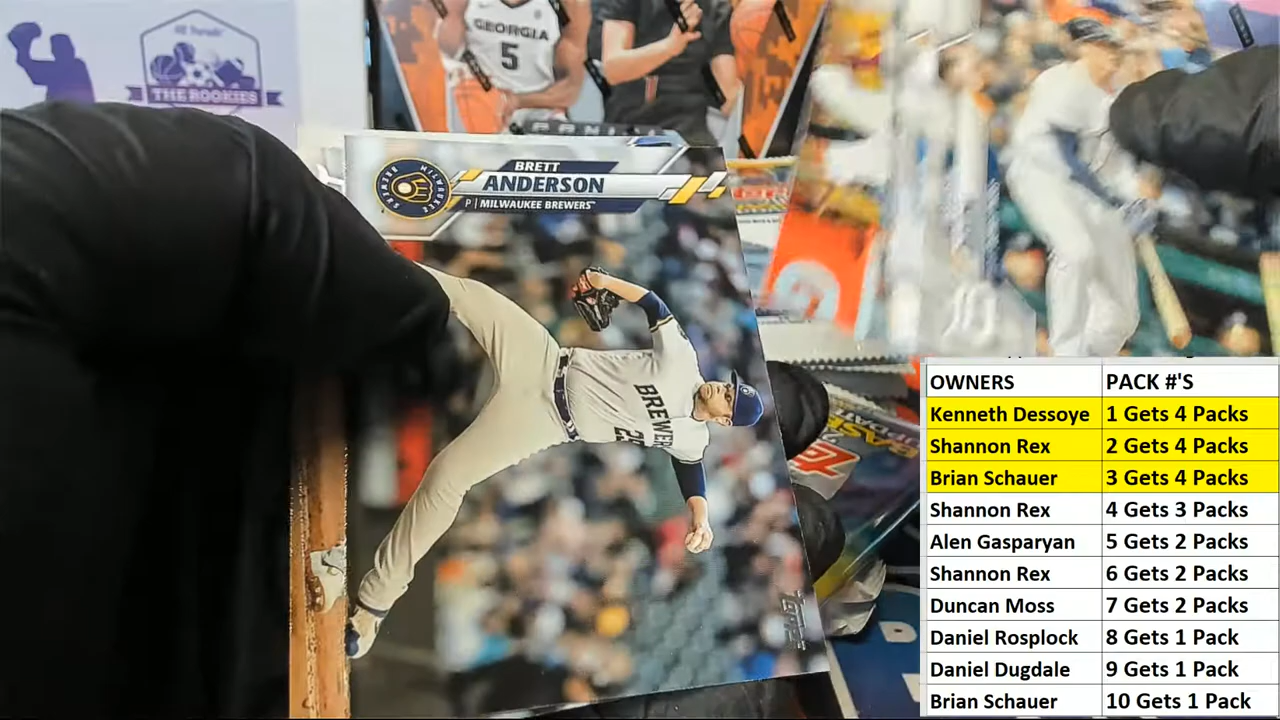 THE ROOKIES
GEORGIA
5
BRETT
ANDERSON
P | MILWAUKEE BREWERS
BREWERS
Topps
OWNERS PACK #'S
Kenneth Dessoye 1 Gets 4 Packs
Shannon Rex 2 Gets 4 Packs
Brian Schauer 3 Gets 4 Packs
Shannon Rex 4 Gets 3 Packs
Alen Gasparyan 5 Gets 2 Packs
Shannon Rex 6 Gets 2 Packs
Duncan Moss 7 Gets 2 Packs
Daniel Rosplock 8 Gets 1 Pack
Daniel Dugdale 9 Gets 1 Pack
Brian Schauer 10 Gets 1 Pack